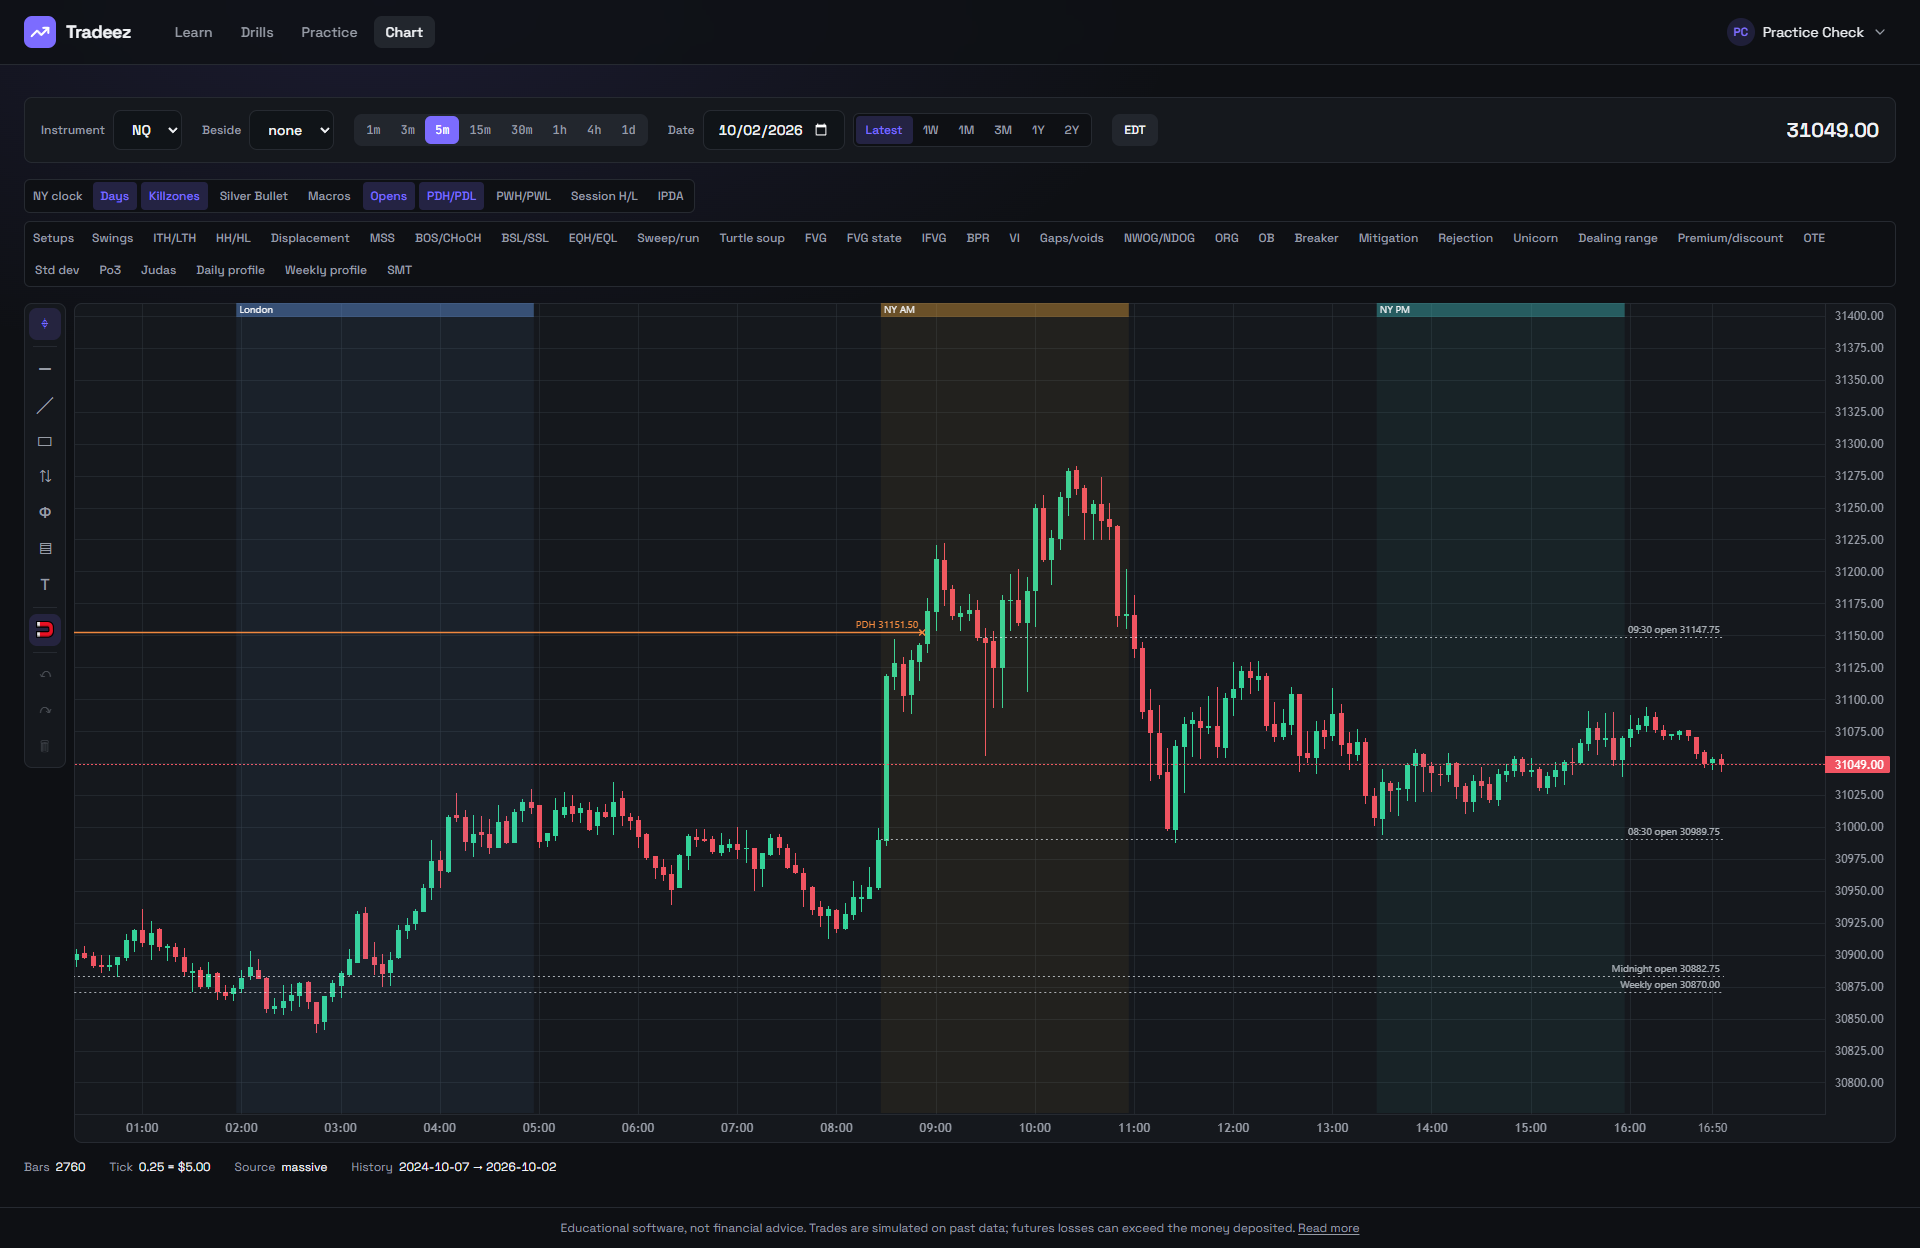 Tradeez Learn Drills Practice Chart PC Practice Check
Instrument NQ Beside none 1m 3m 5m 15m 30m 1h 4h 1d Date 10/02/2026 Latest 1W 1M 3M 1Y 2Y EDT 31049.00
NY clock Days Killzones Silver Bullet Macros Opens PDH/PDL PWH/PWL Session H/L IPDA
Setups Swings ITH/LTH HH/HL Displacement MSS BOS/CHoCH BSL/SSL EQH/EQL Sweep/run Turtle soup FVG FVG state IFVG BPR VI Gaps/voids NWOG/NDOG ORG OB Breaker Mitigation Rejection Unicorn Dealing range Premium/discount OTE
Std dev Po3 Judas Daily profile Weekly profile SMT
London NY AM NY PM
31400.00
31375.00
31350.00
31325.00
31300.00
31275.00
31250.00
31225.00
31200.00
31175.00
PDH 31151.50
09:30 open 31147.75
31150.00
31125.00
31100.00
31075.00
31049.00
31025.00
08:30 open 30989.75
31000.00
30975.00
30950.00
30925.00
30900.00
Midnight open 30882.75
Weekly open 30870.00
30875.00
30850.00
30825.00
30800.00
T
01:00 02:00 03:00 04:00 05:00 06:00 07:00 08:00 09:00 10:00 11:00 12:00 13:00 14:00 15:00 16:00 16:50
Bars 2760 Tick 0.25 = $5.00 Source massive History 2024-10-07 → 2026-10-02
Educational software, not financial advice. Trades are simulated on past data; futures losses can exceed the money deposited. Read more